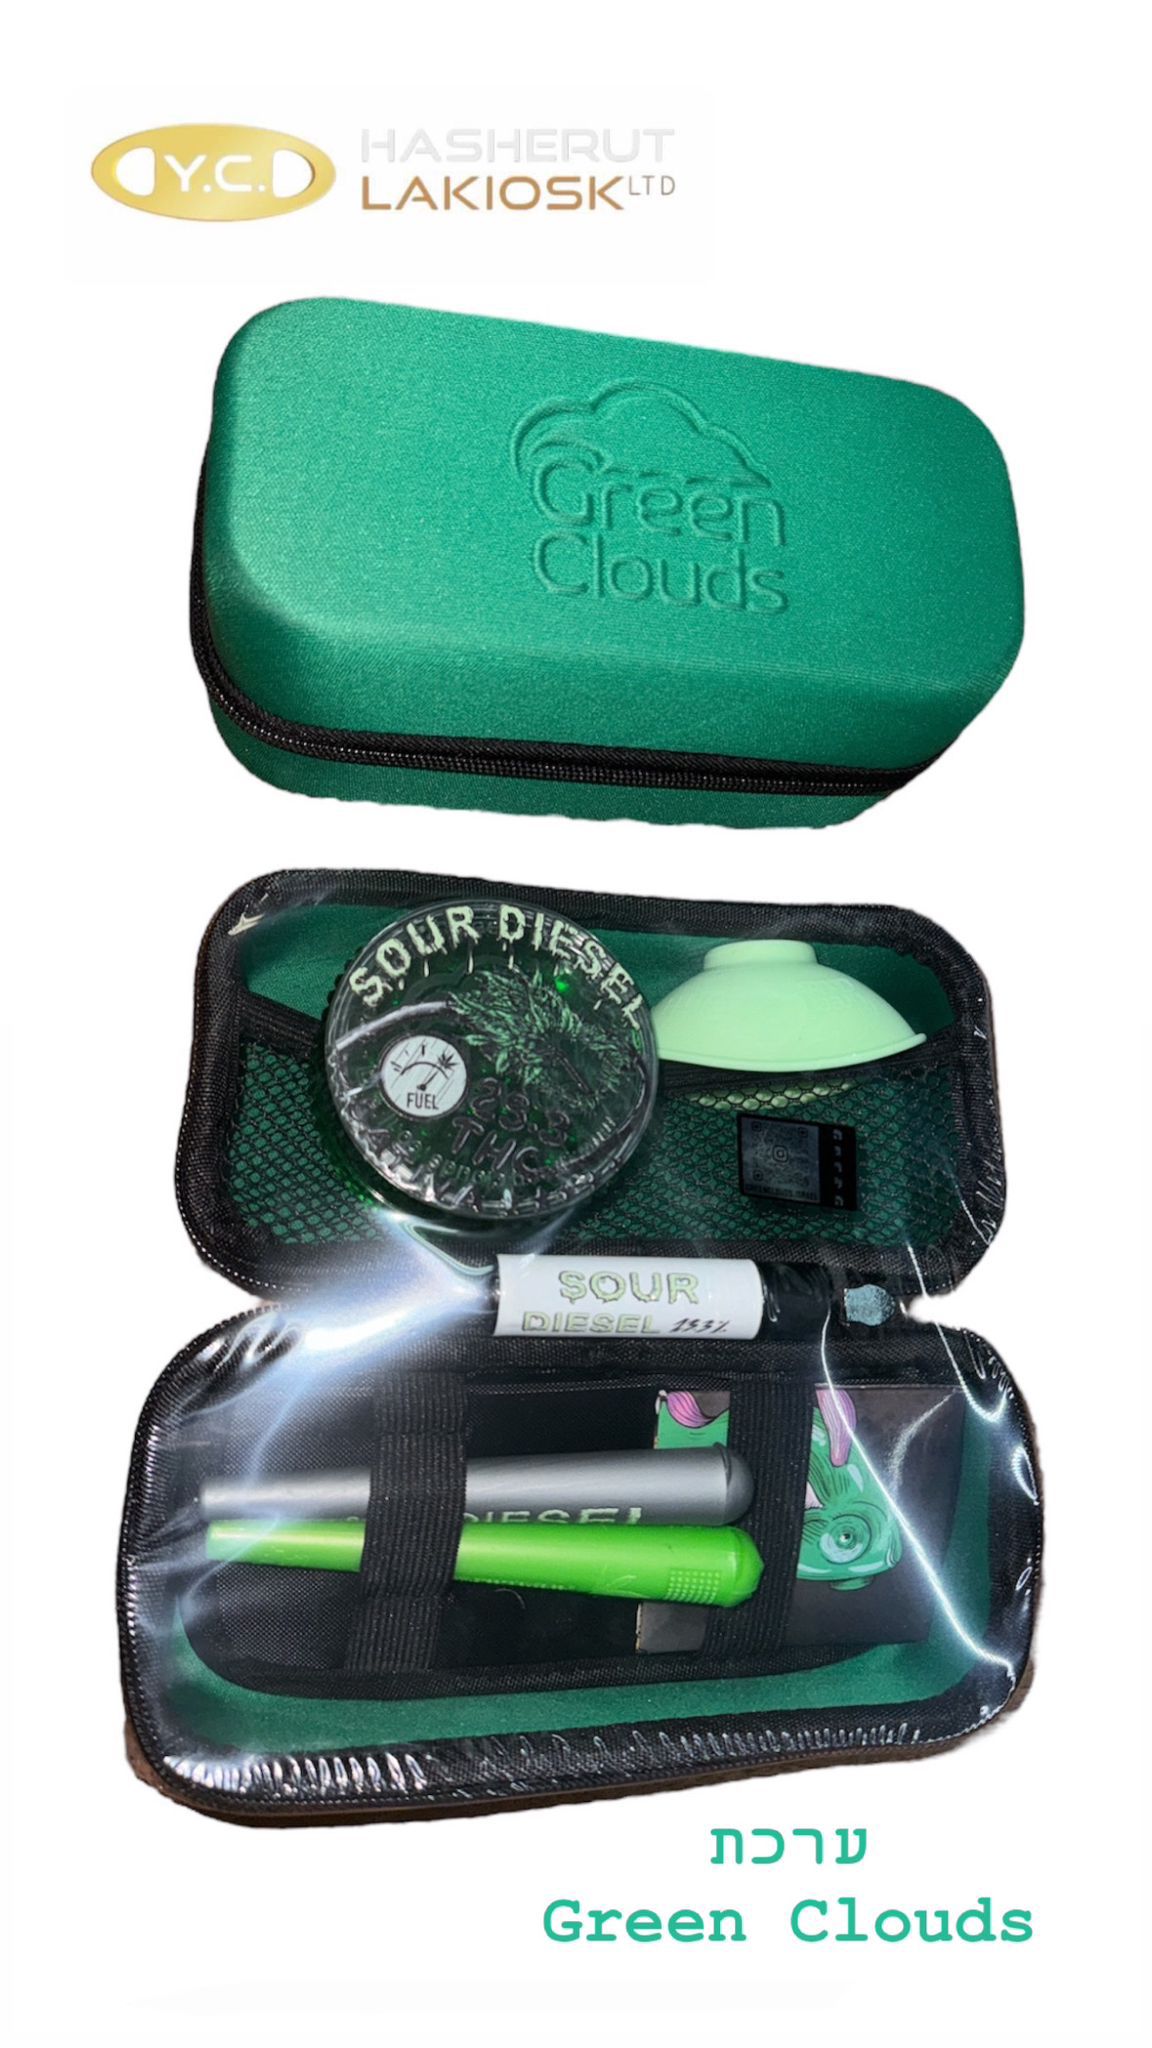 Y.C.
HASHERUT
LAKIOSK LTD
Green
Clouds
SOUR DIESEL
FUEL
23.3
THC
SOUR
DIESEL 23.3%
DIESEL
ערכת
Green Clouds